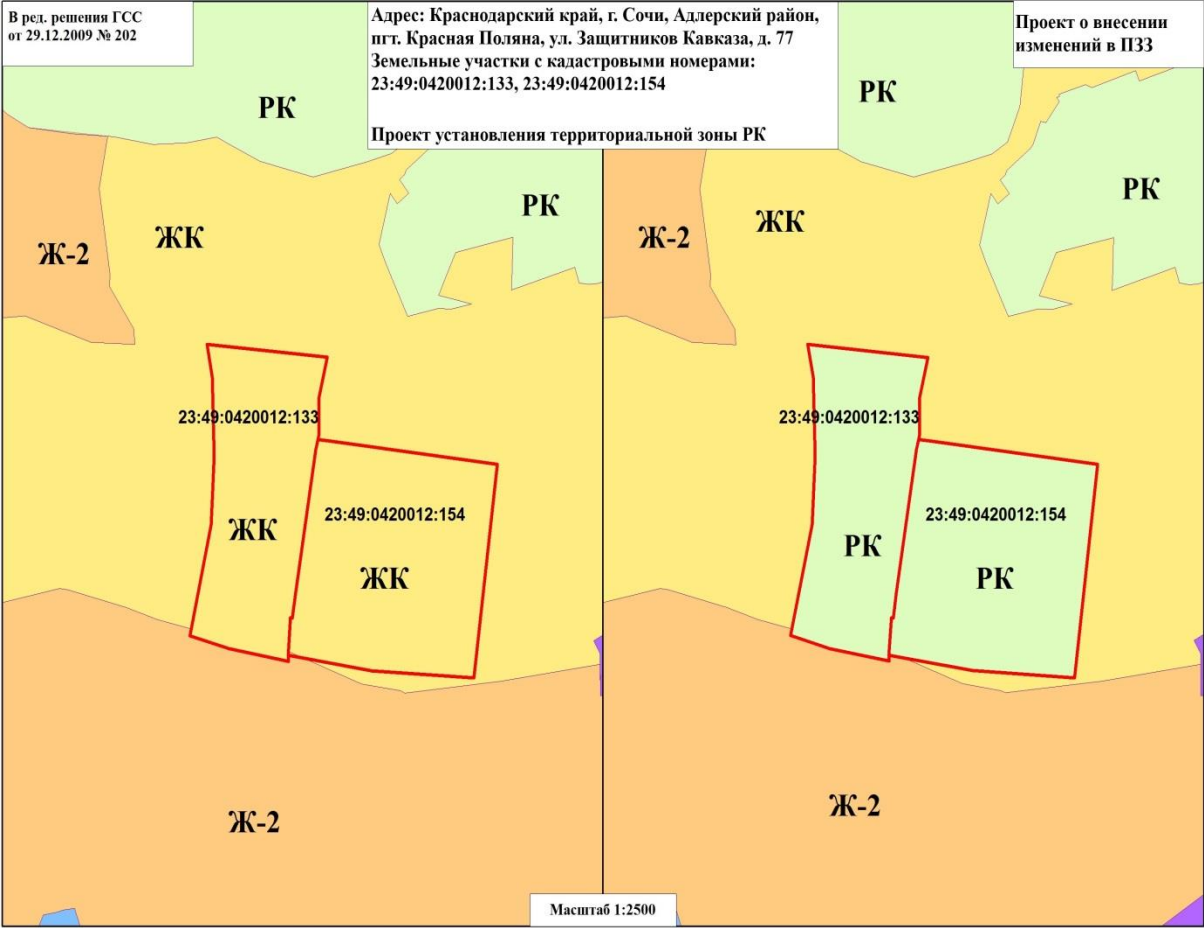 В ред. решения ГСС
от 29.12.2009 № 202
Адрес: Краснодарский край, г. Сочи, Адлерский район,
пгт. Красная Поляна, ул. Защитников Кавказа, д. 77
Земельные участки с кадастровыми номерами:
23:49:0420012:133, 23:49:0420012:154
Проект установления территориальной зоны РК
Проект о внесении
изменений в ПЗЗ
РК
РК
Ж-2
ЖК
23:49:0420012:133
23:49:0420012:154
ЖК
ЖК
Ж-2
РК
РК
Ж-2
ЖК
23:49:0420012:133
23:49:0420012:154
РК
РК
Ж-2
Масштаб 1:2500